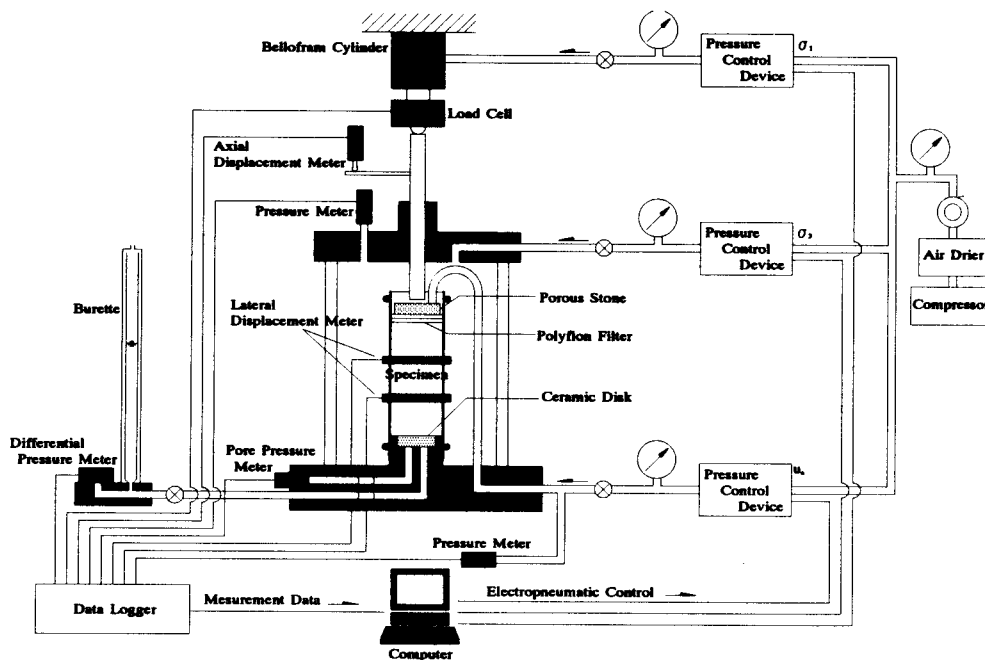 Bellofram Cylinder
Pressure
Control
Device
σ₁
Load Cell
Axial
Displacement Meter
Pressure Meter
Pressure
Control
Device
σ₃
Air Drier
Compressor
Burette
Lateral
Displacement Meter
Porous Stone
Polyflon Filter
Specimen
Ceramic Disk
Differential
Pressure Meter
Pore Pressure
Meter
Pressure
Control
Device
uₐ
Pressure Meter
Data Logger
Mesurement Data
Electropneumatic Control
Computer